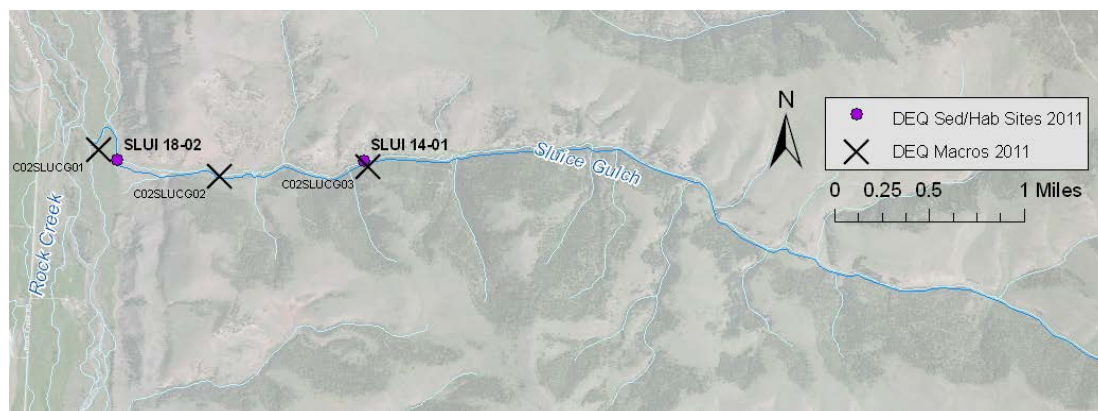 N
DEQ Sed/Hab Sites 2011
DEQ Macros 2011
0 0.25 0.5 1 Miles
SLUI 18-02
SLUI 14-01
C02SLUCG01
C02SLUCG02
C02SLUCG03
Sluice Gulch
Rock Creek